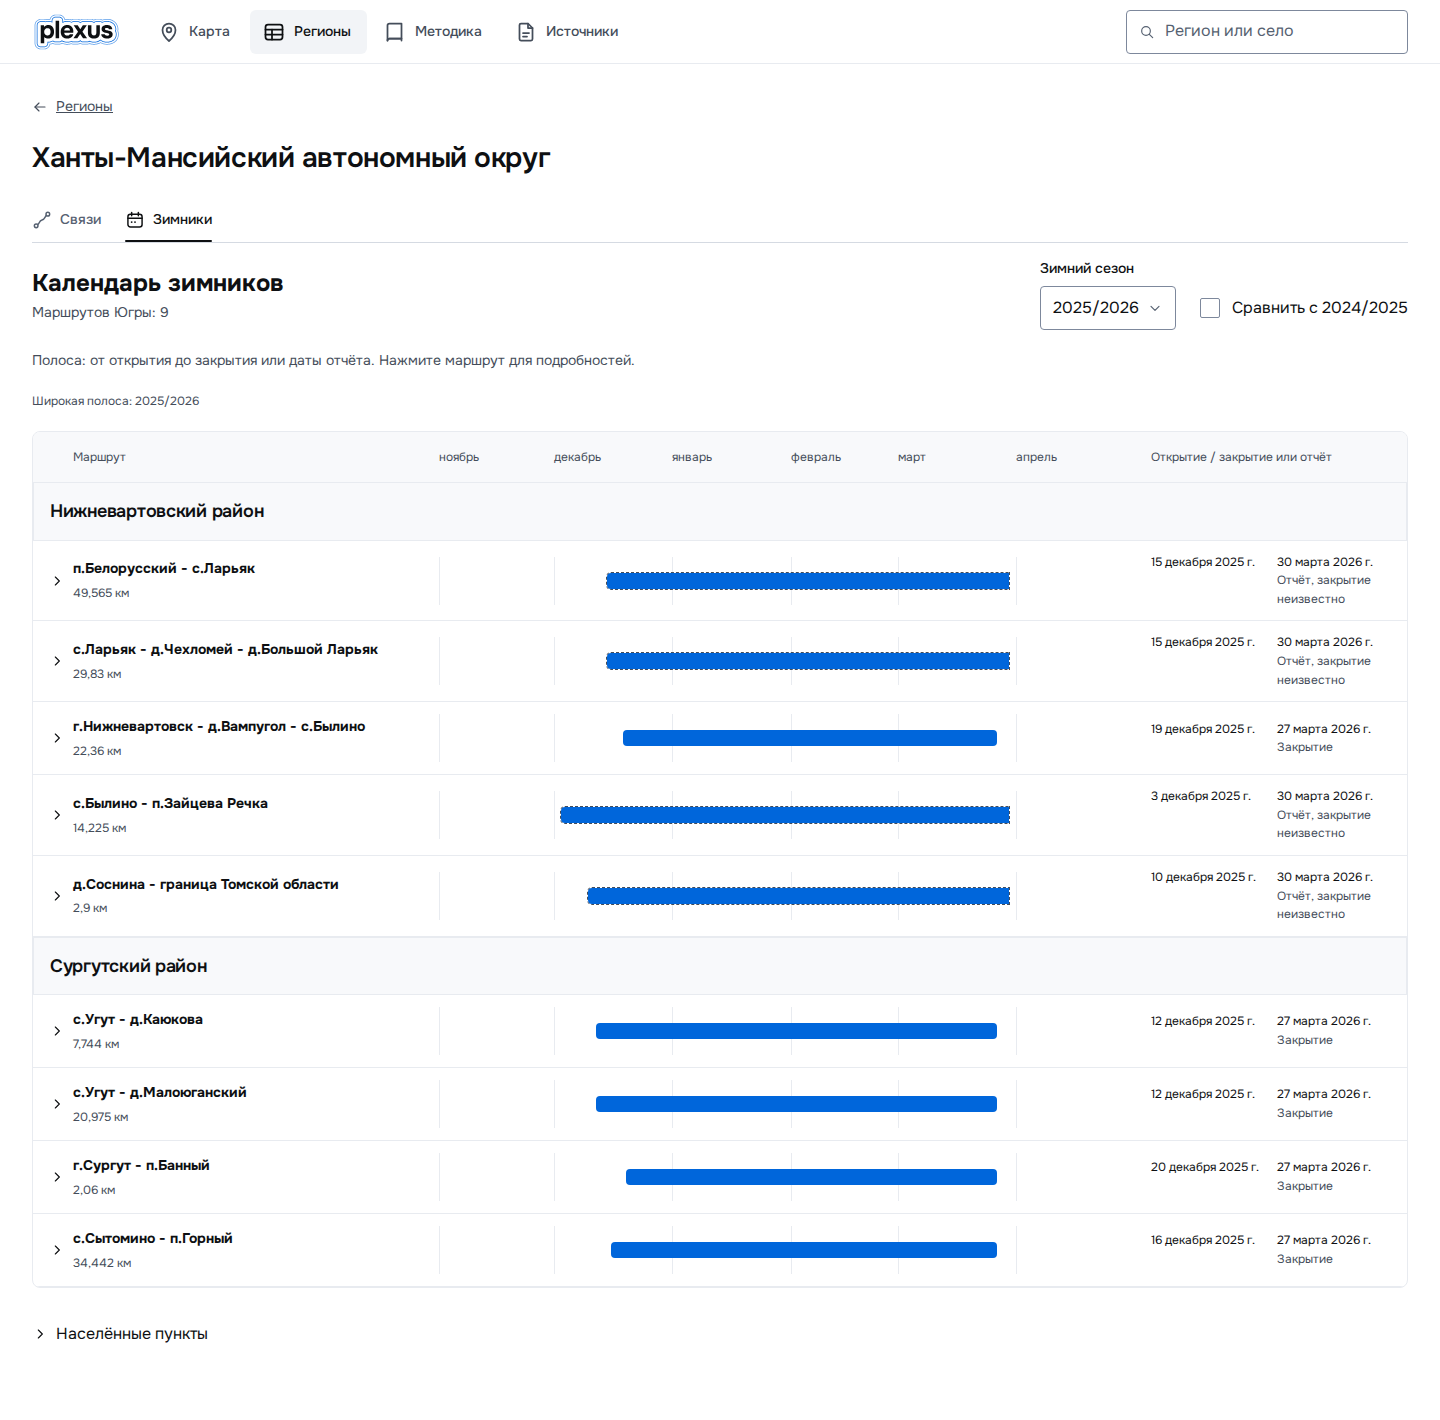 plexus
Карта
Регионы
Методика
Источники
Регион или село
Регионы
Ханты-Мансийский автономный округ
Связи
Зимники
Календарь зимников
Маршрутов Югры: 9
Зимний сезон
2025/2026
Сравнить с 2024/2025
Полоса: от открытия до закрытия или даты отчёта. Нажмите маршрут для подробностей.
Широкая полоса: 2025/2026
Маршрут ноябрь декабрь январь февраль март апрель Открытие / закрытие или отчёт
Нижневартовский район
п.Белорусский - с.Ларьяк
49,565 км
15 декабря 2025 г.
30 марта 2026 г.
Отчёт, закрытие
неизвестно
с.Ларьяк - д.Чехломей - д.Большой Ларьяк
29,83 км
15 декабря 2025 г.
30 марта 2026 г.
Отчёт, закрытие
неизвестно
г.Нижневартовск - д.Вампугол - с.Былино
22,36 км
19 декабря 2025 г.
27 марта 2026 г.
Закрытие
с.Былино - п.Зайцева Речка
14,225 км
3 декабря 2025 г.
30 марта 2026 г.
Отчёт, закрытие
неизвестно
д.Соснина - граница Томской области
2,9 км
10 декабря 2025 г.
30 марта 2026 г.
Отчёт, закрытие
неизвестно
Сургутский район
с.Угут - д.Каюкова
7,744 км
12 декабря 2025 г.
27 марта 2026 г.
Закрытие
с.Угут - д.Малоюганский
20,975 км
12 декабря 2025 г.
27 марта 2026 г.
Закрытие
г.Сургут - п.Банный
2,06 км
20 декабря 2025 г.
27 марта 2026 г.
Закрытие
с.Сытомино - п.Горный
34,442 км
16 декабря 2025 г.
27 марта 2026 г.
Закрытие
Населённые пункты